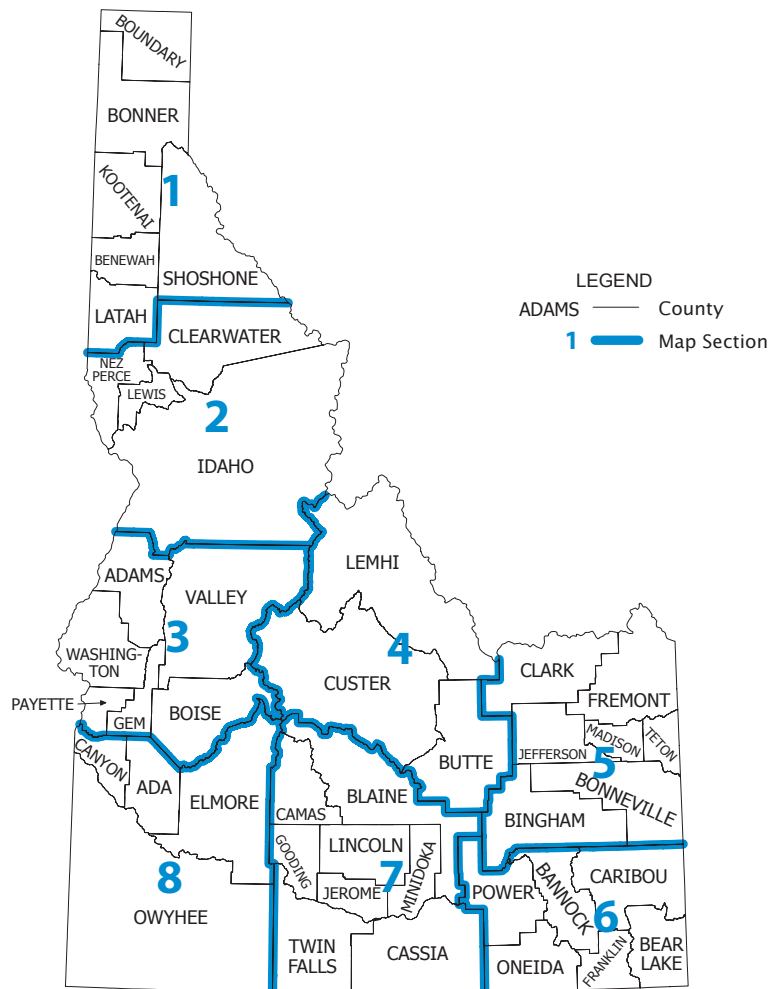 BOUNDARY
BONNER
KOOTENAI
1
BENEWAH
SHOSHONE
LATAH
CLEARWATER
NEZ
PERCE
LEWIS
2
IDAHO
LEGEND
ADAMS
County
1
Map Section
ADAMS
VALLEY
LEMHI
3
WASHING-
TON
4
CUSTER
CLARK
FREMONT
PAYETTE
GEM
BOISE
CANYON
ADA
ELMORE
BUTTE
JEFFERSON
MADISON
TETON
5
BONNEVILLE
BINGHAM
CAMAS
BLAINE
GOODING
LINCOLN
7
JEROME
MINIDOKA
8
OWYHEE
POWER
BANNOCK
CARIBOU
6
TWIN
FALLS
CASSIA
ONEIDA
FRANKLIN
BEAR
LAKE